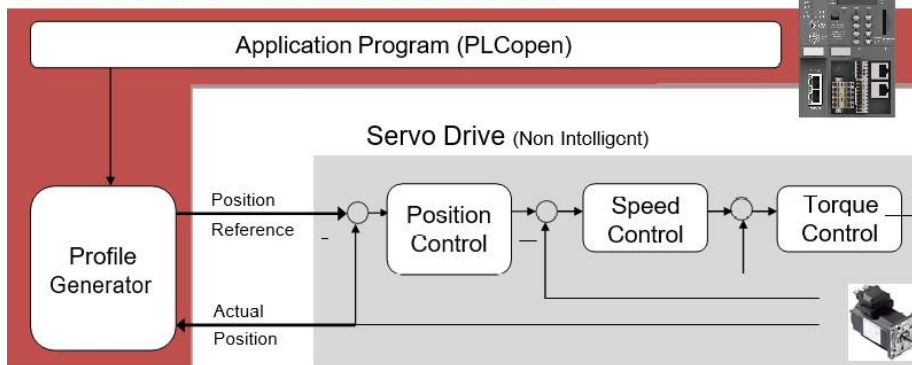 Application Program (PLCopen)
Servo Drive (Non Intelligent)
Position
Reference
Profile
Generator
Position
Control
Speed
Control
Torque
Control
Actual
Position